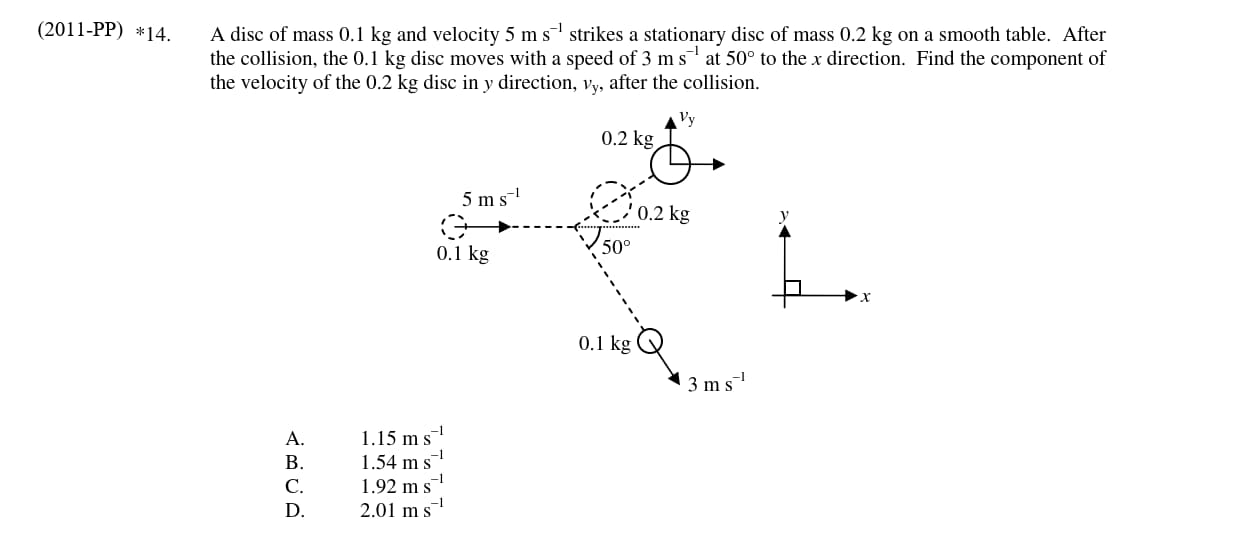 (2011-PP) *14. A disc of mass 0.1 kg and velocity 5 m s⁻¹ strikes a stationary disc of mass 0.2 kg on a smooth table. After
the collision, the 0.1 kg disc moves with a speed of 3 m s⁻¹ at 50° to the x direction. Find the component of
the velocity of the 0.2 kg disc in y direction, vy, after the collision.
vy
0.2 kg
5 m s⁻¹
0.2 kg
y
0.1 kg
50°
x
0.1 kg
3 m s⁻¹
A. 1.15 m s⁻¹
B. 1.54 m s⁻¹
C. 1.92 m s⁻¹
D. 2.01 m s⁻¹